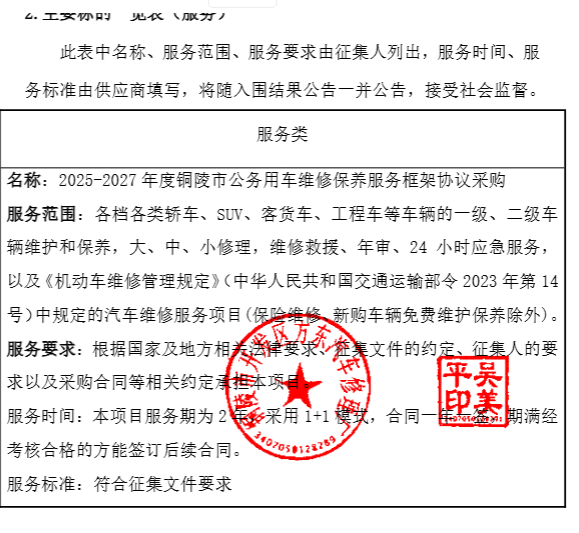 2.主要标的一览表（服务）
此表中名称、服务范围、服务要求由征集人列出，服务时间、服
务标准由供应商填写，将随入围结果公告一并公告，接受社会监督。
服务类
名称：2025-2027 年度铜陵市公务用车维修保养服务框架协议采购
服务范围：各档各类轿车、SUV、客货车、工程车等车辆的一级、二级车
辆维护和保养，大、中、小修理，维修救援、年审、24 小时应急服务，
以及《机动车维修管理规定》（中华人民共和国交通运输部令 2023 年第 14
号）中规定的汽车维修服务项目(保险维修、新购车辆免费维护保养除外)。
服务要求：根据国家及地方相关法律要求、征集文件的约定、征集人的要
求以及采购合同等相关约定承担本项目。
服务时间：本项目服务期为 2 年，采用 1+1 模式，合同一年一签，期满经
考核合格的方能签订后续合同。
服务标准：符合征集文件要求
铜陵市开发区万东汽车修理厂
3407050128289
吴美平印